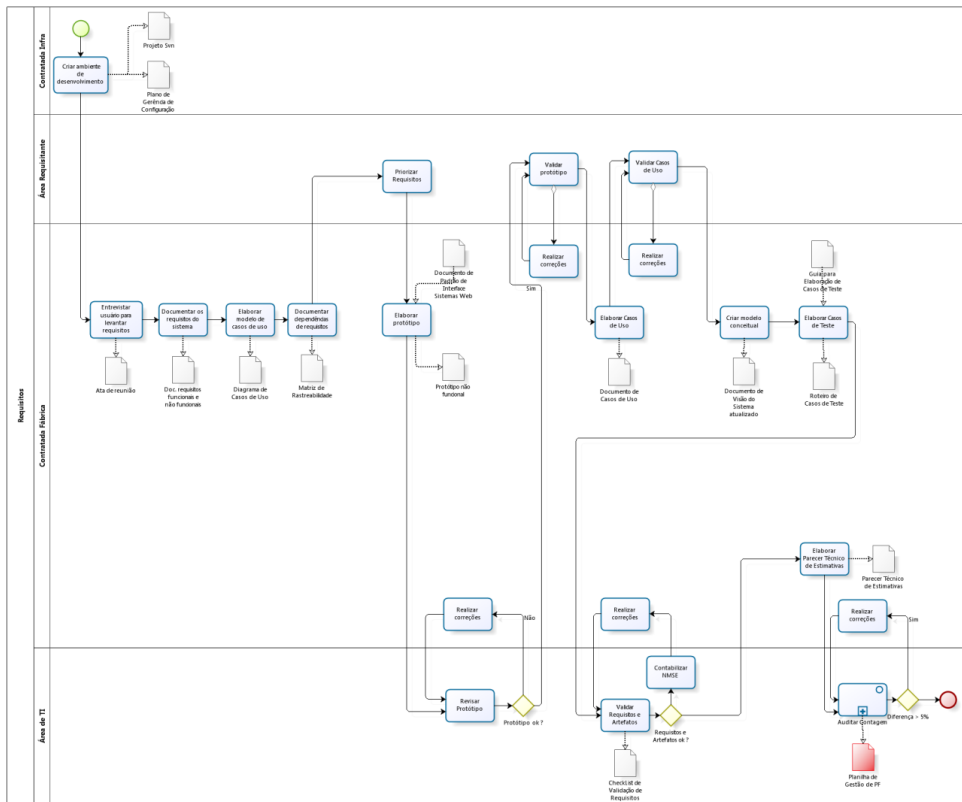 Requisitos
Contratada Infra
Criar ambiente
de
desenvolvimento
Projeto Svn
Plano de
Gerência de
Configuração
Área Requisitante
Priorizar
Requisitos
Validar
protótipo
Validar Casos
de Uso
Contratada Fábrica
Realizar
correções
Realizar
correções
Sim
Documento de
Padrão de
Interface
Sistemas Web
Guia para
Elaboração de
Casos de Teste
Entrevistar
usuário para
levantar
requisitos
Documentar os
requisitos do
sistema
Elaborar
modelo de
casos de uso
Documentar
dependências
de requisitos
Elaborar
protótipo
Elaborar Casos
de Uso
Criar modelo
conceitual
Elaborar Casos
de Teste
Ata de reunião
Doc. requisitos
funcionais e
não funcionais
Diagrama de
Casos de Uso
Matriz de
Rastreabilidade
Protótipo não
funcional
Documento de
Casos de Uso
Documento de
Visão do
Sistema
atualizado
Roteiro de
Casos de Teste
Elaborar
Parecer Técnico
de Estimativas
Parecer Técnico
de Estimativas
Realizar
correções
Não
Realizar
correções
Realizar
correções
Sim
Área de TI
Revisar
Protótipo
Protótipo ok ?
Contabilizar
NMSE
Validar
Requisitos e
Artefatos
Requisitos e
Artefatos ok ?
Checklist de
Validação de
Requisitos
Auditar Contagem
Diferença > 5%
Planilha de
Gestão de PF